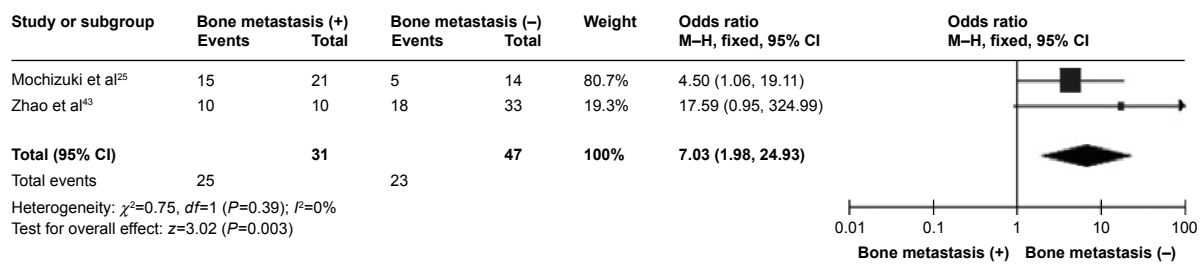 Study or subgroup Bone metastasis (+) Bone metastasis (–) Weight Odds ratio Odds ratio
Events Total Events Total M–H, fixed, 95% CI M–H, fixed, 95% CI
Mochizuki et al²⁵ 15 21 5 14 80.7% 4.50 (1.06, 19.11)
Zhao et al⁴³ 10 10 18 33 19.3% 17.59 (0.95, 324.99)
Total (95% CI) 31 47 100% 7.03 (1.98, 24.93)
Total events 25 23
Heterogeneity: χ²=0.75, df=1 (P=0.39); I²=0%
Test for overall effect: z=3.02 (P=0.003)
0.01 0.1 1 10 100
Bone metastasis (+) Bone metastasis (–)